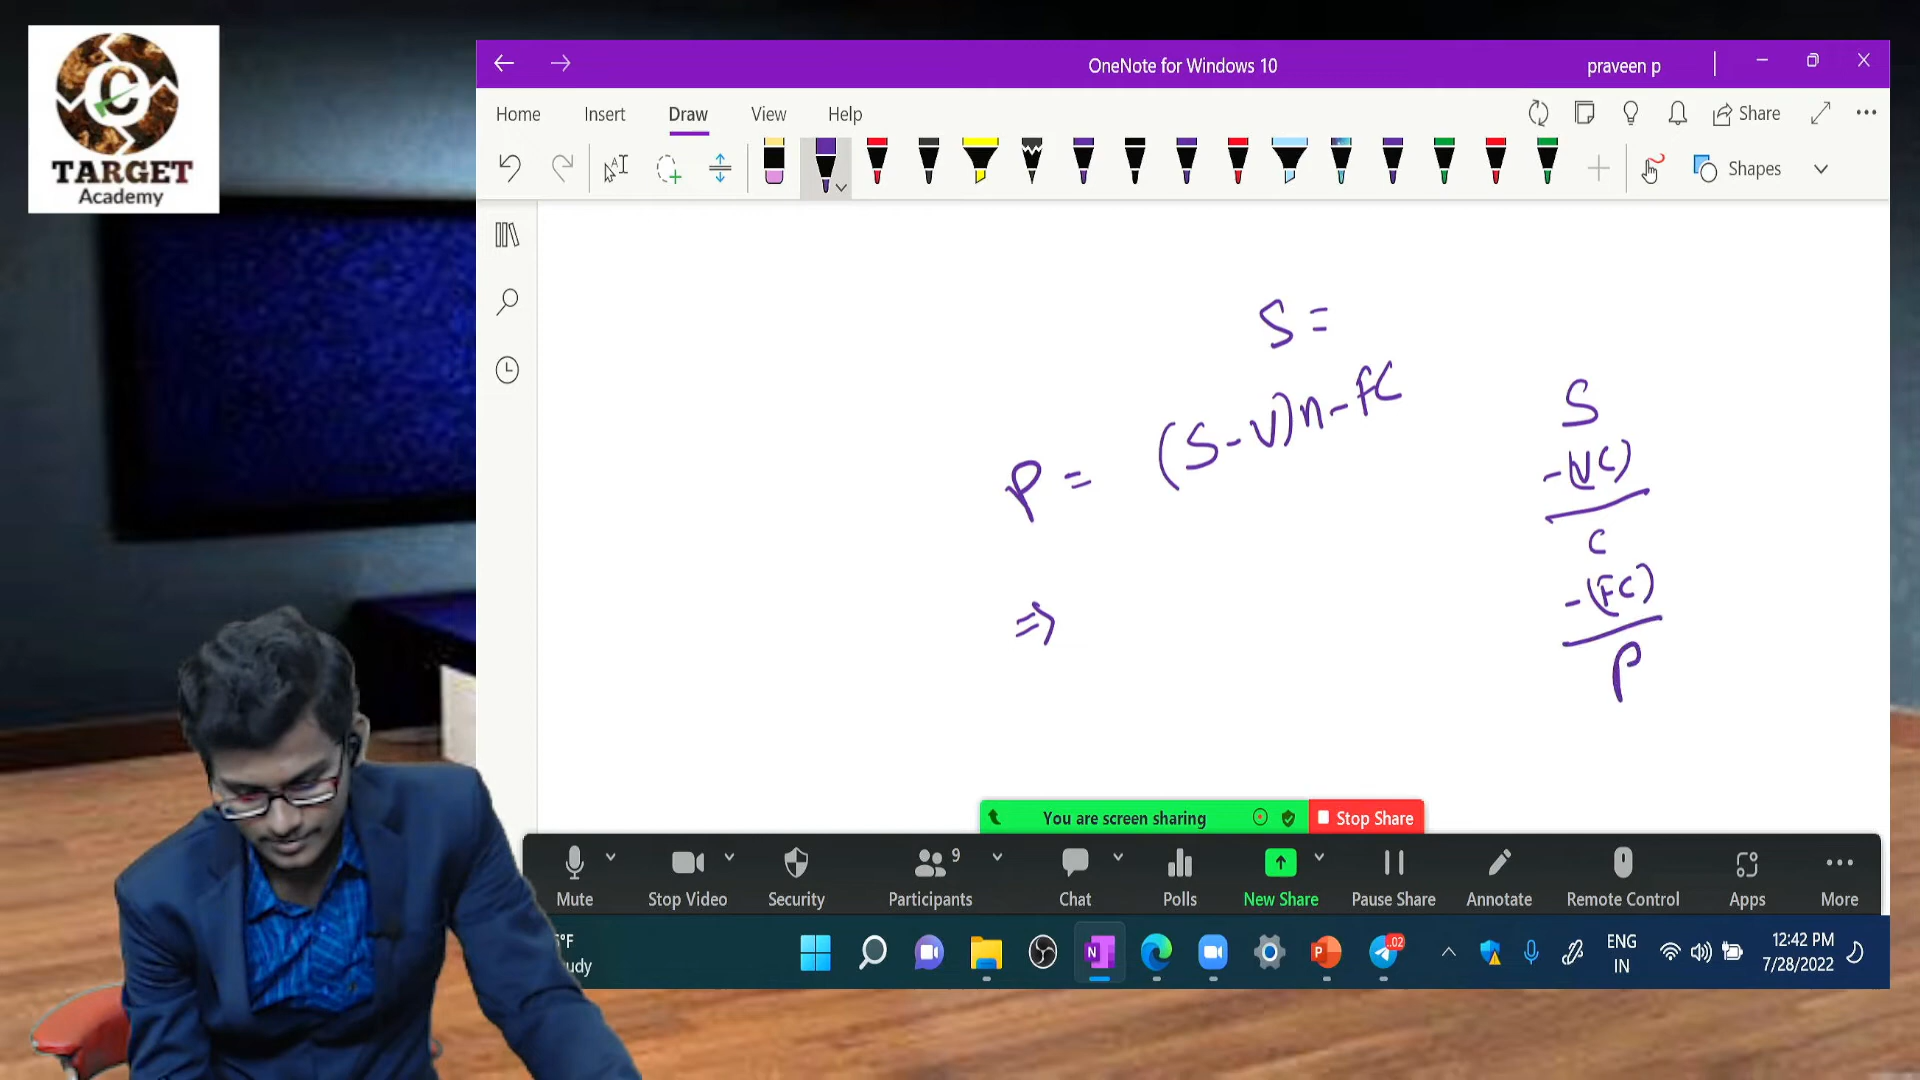 TARGET
Academy
OneNote for Windows 10
praveen p
Home Insert Draw View Help
Share
Shapes
S =
P = (S-V)n-FC
⇒
S
-(VC)
C
-(FC)
P
You are screen sharing
Stop Share
9
Mute Stop Video Security Participants Chat Polls New Share Pause Share Annotate Remote Control Apps More
°F
ENG
IN
12:42 PM
7/28/2022